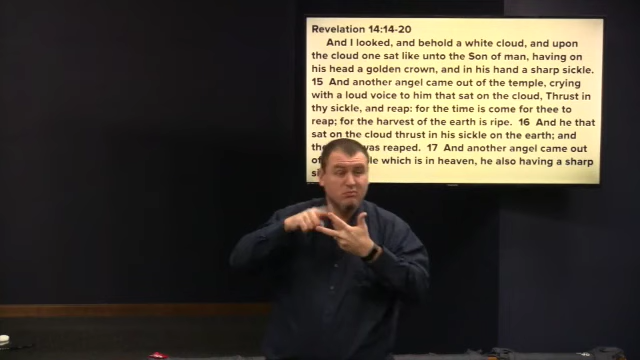 Revelation 14:14-20
And I looked, and behold a white cloud, and upon
the cloud one sat like unto the Son of man, having on
his head a golden crown, and in his hand a sharp sickle.
15 And another angel came out of the temple, crying
with a loud voice to him that sat on the cloud, Thrust in
thy sickle, and reap: for the time is come for thee to
reap; for the harvest of the earth is ripe. 16 And he that
sat on the cloud thrust in his sickle on the earth; and
was reaped. 17 And another angel came out
which is in heaven, he also having a sharp